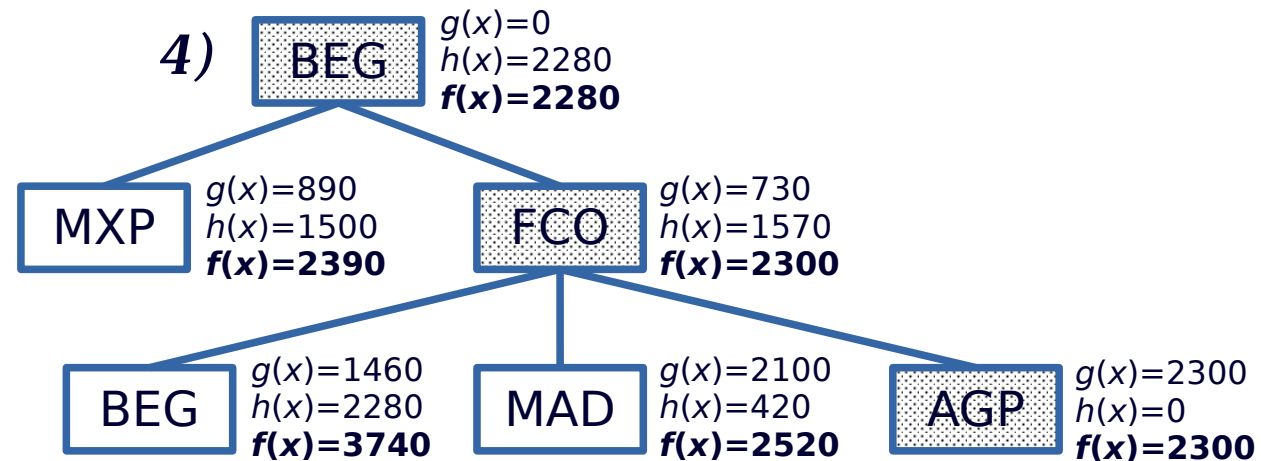 4)
BEG
g(x)=0
h(x)=2280
f(x)=2280
MXP
g(x)=890
h(x)=1500
f(x)=2390
FCO
g(x)=730
h(x)=1570
f(x)=2300
BEG
g(x)=1460
h(x)=2280
f(x)=3740
MAD
g(x)=2100
h(x)=420
f(x)=2520
AGP
g(x)=2300
h(x)=0
f(x)=2300